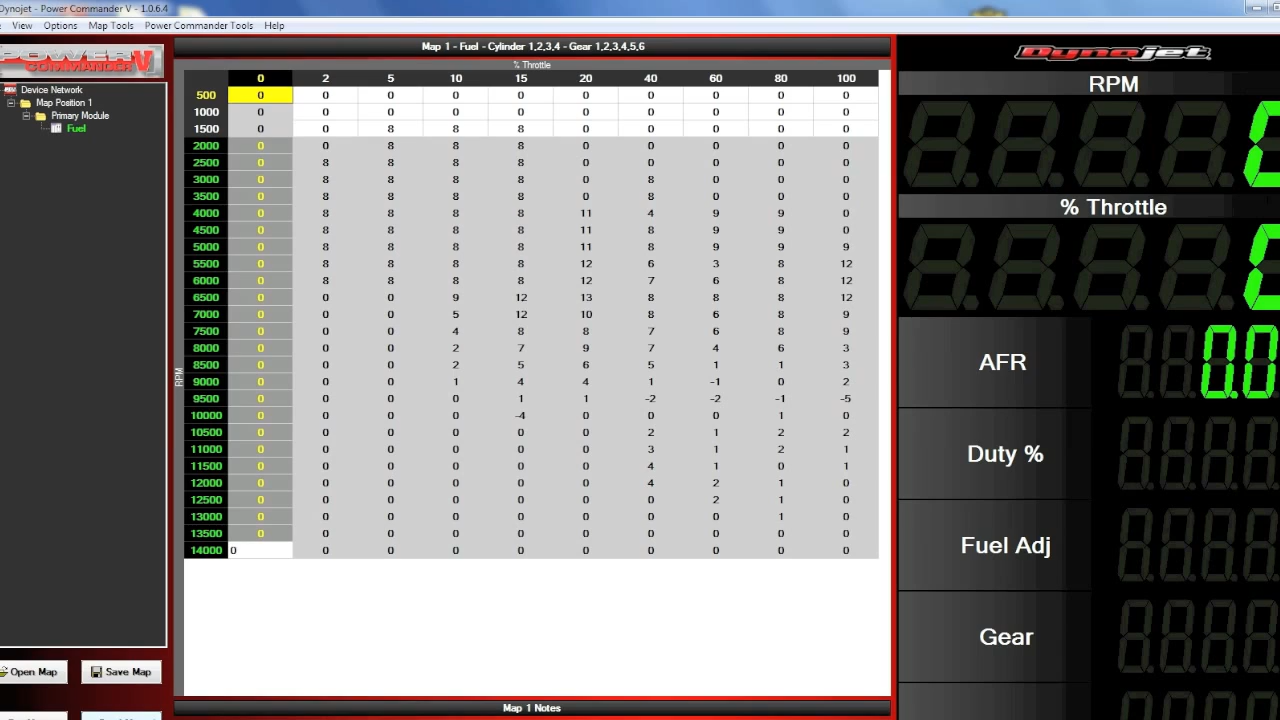 Dynojet - Power Commander V - 1.0.6.4
View Options Map Tools Power Commander Tools Help
POWER COMMANDER V
Device Network
Map Position 1
Primary Module
Fuel
Open Map Save Map
Map 1 - Fuel - Cylinder 1,2,3,4 - Gear 1,2,3,4,5,6
% Throttle
0 2 5 10 15 20 40 60 80 100
RPM
500 0 0 0 0 0 0 0 0 0 0
1000 0 0 0 0 0 0 0 0 0 0
1500 0 0 8 8 8 0 0 0 0 0
2000 0 0 8 8 8 0 0 0 0 0
2500 0 8 8 8 8 0 0 0 0 0
3000 0 8 8 8 8 0 8 0 0 0
3500 0 8 8 8 8 0 8 0 0 0
4000 0 8 8 8 8 11 4 9 9 0
4500 0 8 8 8 8 11 8 9 9 0
5000 0 8 8 8 8 11 8 9 9 9
5500 0 8 8 8 8 12 6 3 8 12
6000 0 8 8 8 8 12 7 6 8 12
6500 0 0 0 9 12 13 8 8 8 12
7000 0 0 0 5 12 10 8 6 8 9
7500 0 0 0 4 8 8 7 6 8 9
8000 0 0 0 2 7 9 7 4 6 3
8500 0 0 0 2 5 6 5 1 1 3
9000 0 0 0 1 4 4 1 -1 0 2
9500 0 0 0 0 1 1 -2 -2 -1 -5
10000 0 0 0 0 -4 0 0 0 1 0
10500 0 0 0 0 0 0 2 1 2 2
11000 0 0 0 0 0 0 3 1 2 1
11500 0 0 0 0 0 0 4 1 0 1
12000 0 0 0 0 0 0 4 2 1 0
12500 0 0 0 0 0 0 0 2 1 0
13000 0 0 0 0 0 0 0 0 1 0
13500 0 0 0 0 0 0 0 0 0 0
14000 0 0 0 0 0 0 0 0 0 0
Map 1 Notes
Dynojet
RPM
% Throttle
AFR 0.0
Duty %
Fuel Adj
Gear